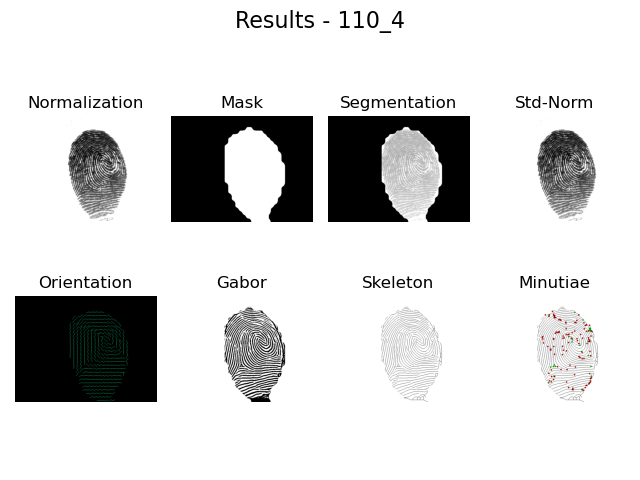 Results - 110_4
Normalization
Mask
Segmentation
Std-Norm
Orientation
Gabor
Skeleton
Minutiae